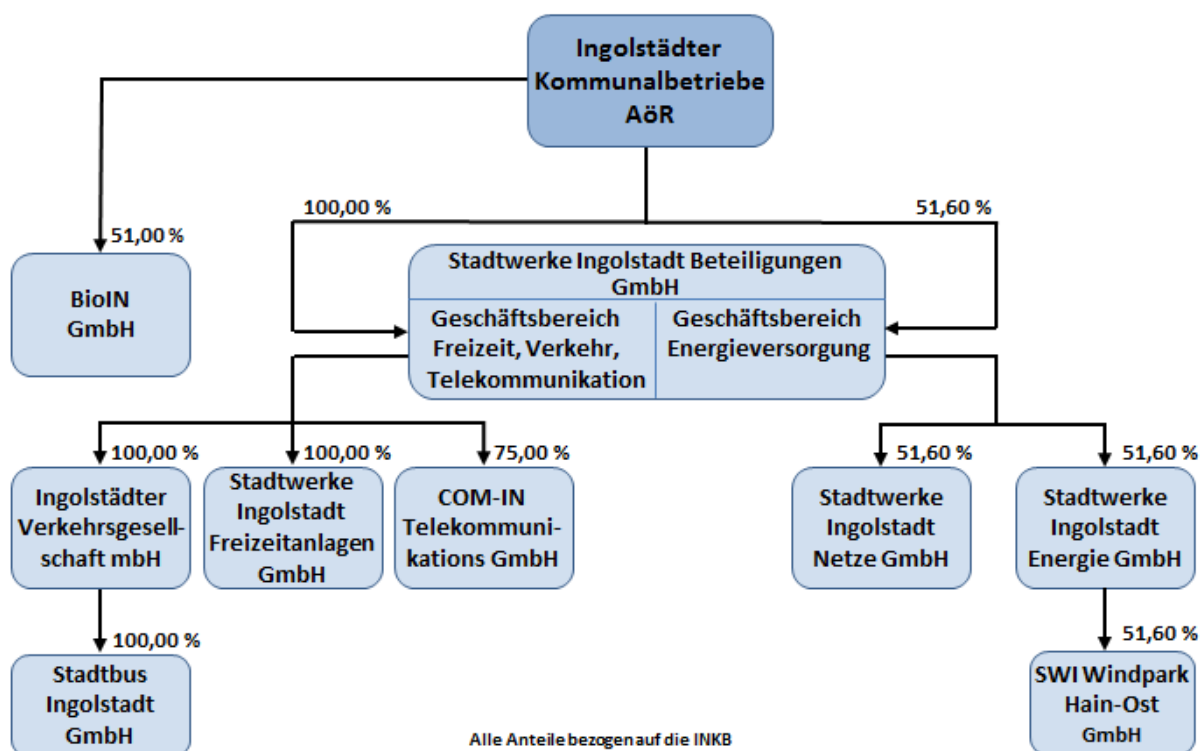 Ingolstädter
Kommunalbetriebe
AöR
100,00 %
51,60 %
51,00 %
BioIN
GmbH
Stadtwerke Ingolstadt Beteiligungen
GmbH
Geschäftsbereich
Freizeit, Verkehr,
Telekommunikation
Geschäftsbereich
Energieversorgung
100,00 %
Ingolstädter
Verkehrsgesell-
schaft mbH
100,00 %
Stadtwerke
Ingolstadt
Freizeitanlagen
GmbH
75,00 %
COM-IN
Telekommuni-
kations GmbH
51,60 %
Stadtwerke
Ingolstadt
Netze GmbH
51,60 %
Stadtwerke
Ingolstadt
Energie GmbH
100,00 %
Stadtbus
Ingolstadt
GmbH
51,60 %
SWI Windpark
Hain-Ost
GmbH
Alle Anteile bezogen auf die INKB